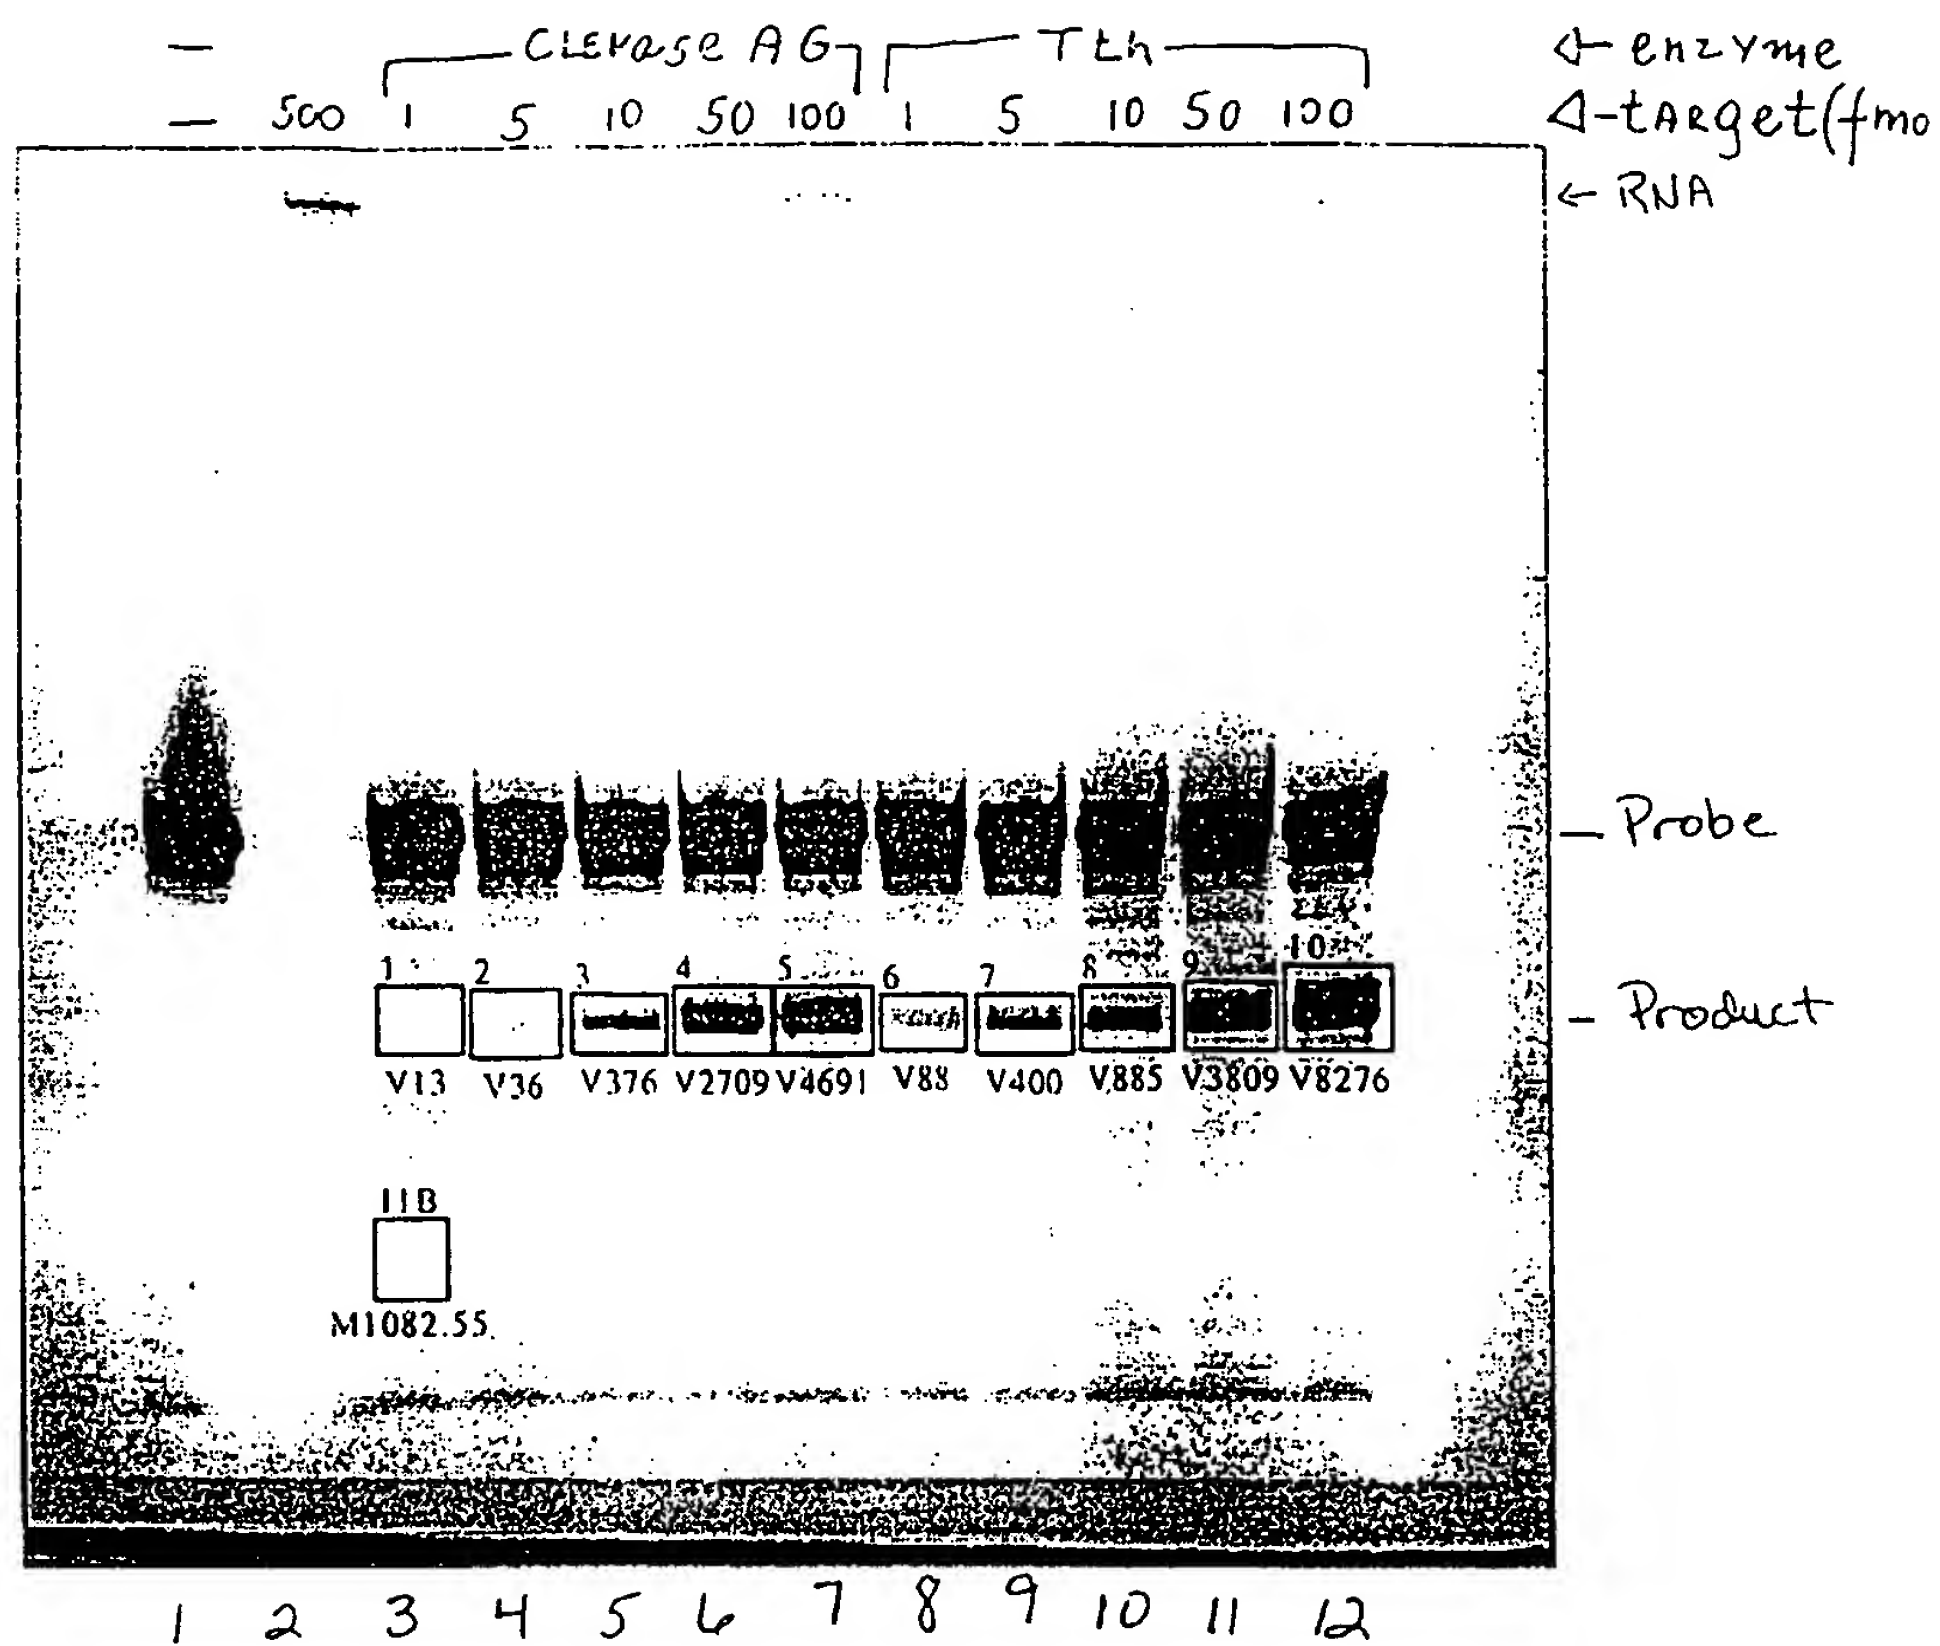 — CLEVase AG Tth ← enzyme
— 500 1 5 10 50 100 1 5 10 50 100 ◁-tARget(fmo
← RNA
— Probe
1 2 3 4 5 6 7 8 9 10
- Product
V13 V36 V376 V2709 V4691 V88 V400 V885 V3809 V8276
11B
M1082.55
1 2 3 4 5 6 7 8 9 10 11 12